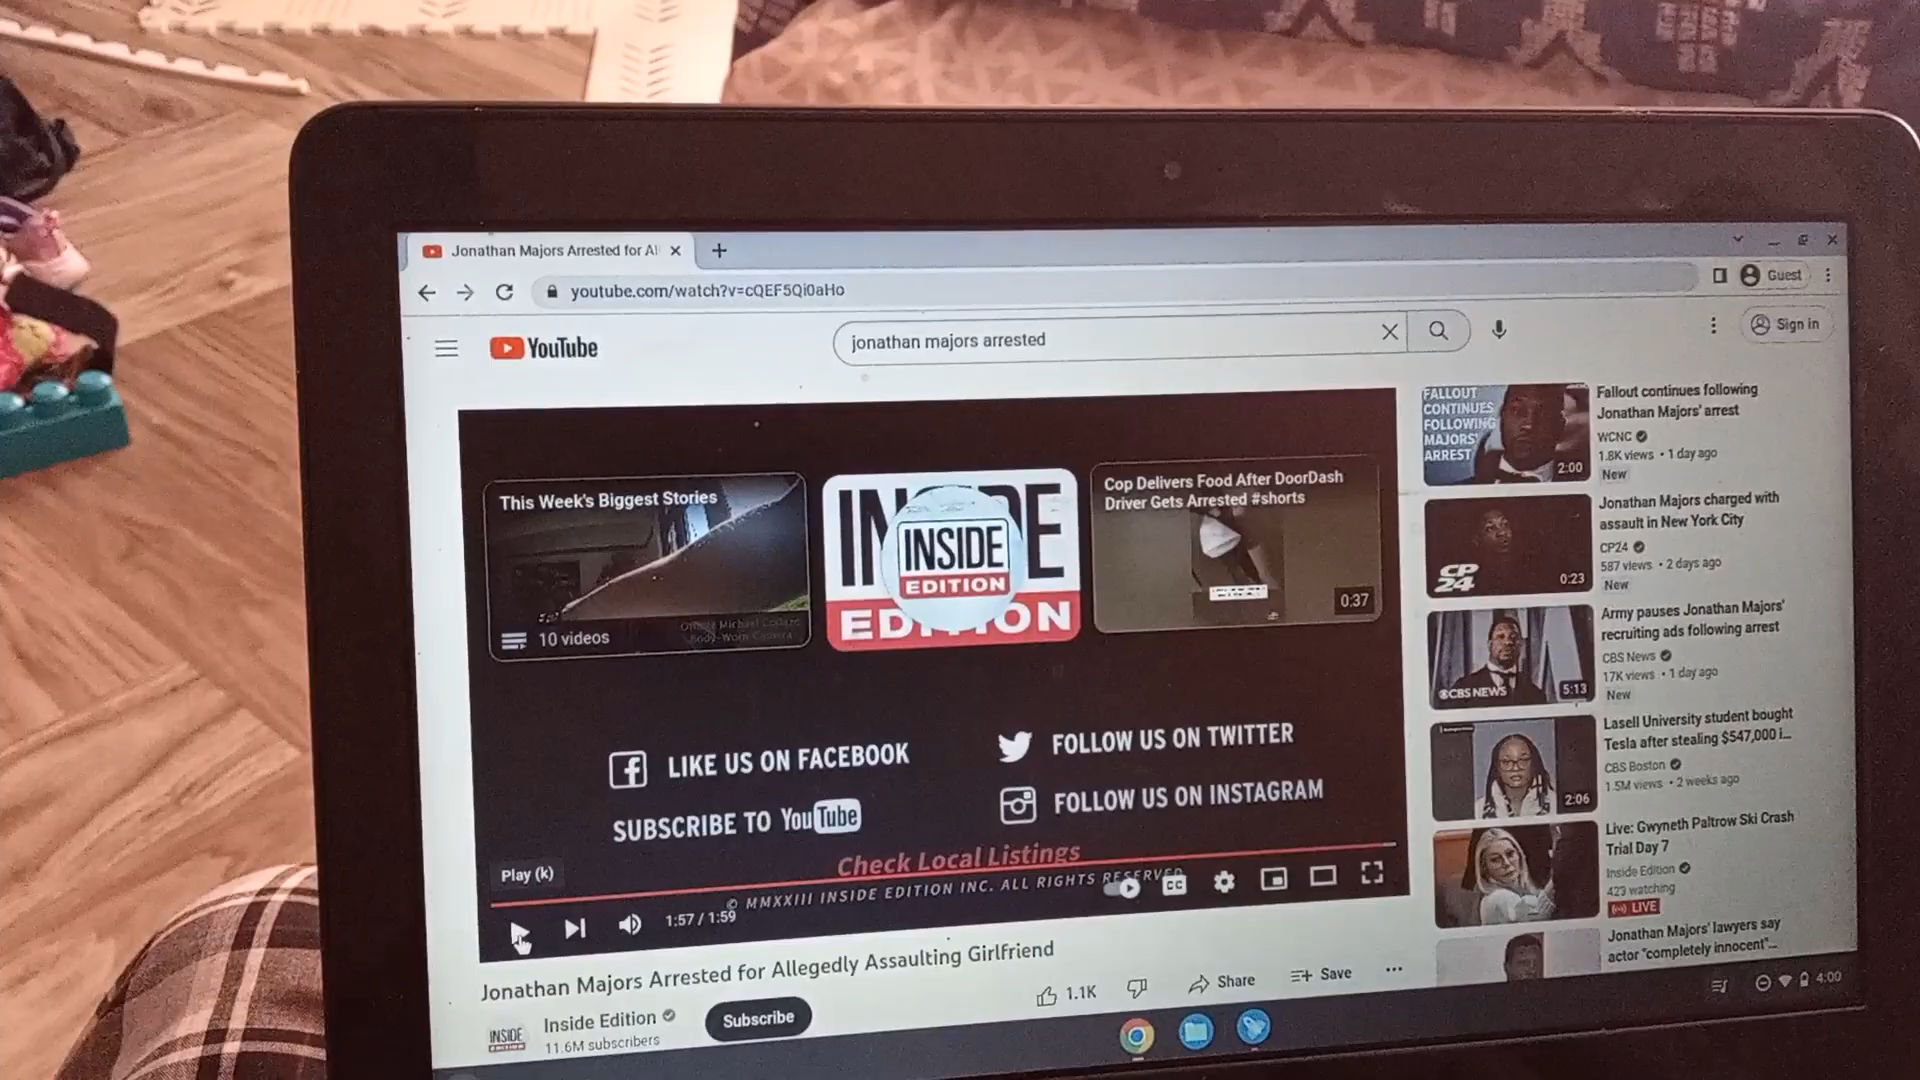 Jonathan Majors Arrested for Al
youtube.com/watch?v=cQEF5Qi0aHo
Guest
YouTube
jonathan majors arrested
Sign in
This Week's Biggest Stories
10 videos
INSIDE
EDITION
Cop Delivers Food After DoorDash
Driver Gets Arrested #shorts
0:37
LIKE US ON FACEBOOK
FOLLOW US ON TWITTER
SUBSCRIBE TO YouTube
FOLLOW US ON INSTAGRAM
Check Local Listings
© MMXXIII INSIDE EDITION INC. ALL RIGHTS RESERVED
Play (k)
CC
1:57 / 1:59
Jonathan Majors Arrested for Allegedly Assaulting Girlfriend
INSIDE
Inside Edition
11.6M subscribers
Subscribe
1.1K
Share
Save
FALLOUT
CONTINUES
FOLLOWING
MAJORS'
ARREST
2:00
Fallout continues following
Jonathan Majors' arrest
WCNC
1.8K views • 1 day ago
New
CP
24
0:23
Jonathan Majors charged with
assault in New York City
CP24
587 views • 2 days ago
New
CBS NEWS
5:13
Army pauses Jonathan Majors'
recruiting ads following arrest
CBS News
17K views • 1 day ago
New
2:06
Lasell University student bought
Tesla after stealing $547,000 i...
CBS Boston
1.5M views • 2 weeks ago
Live: Gwyneth Paltrow Ski Crash
Trial Day 7
Inside Edition
423 watching
LIVE
Jonathan Majors' lawyers say
actor "completely innocent"...
4:00